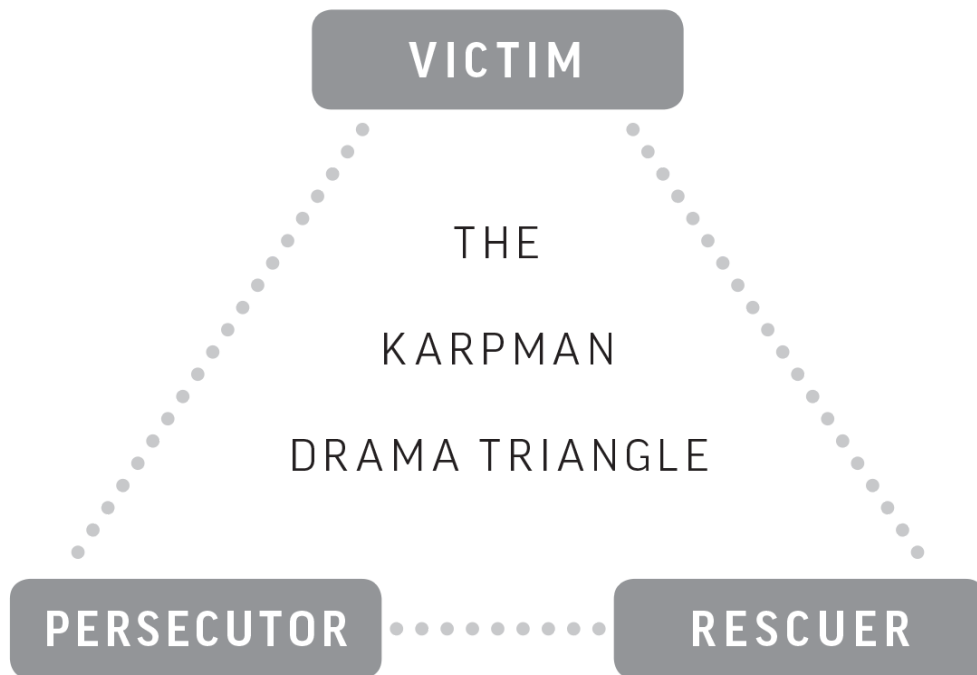 VICTIM
THE
KARPMAN
DRAMA TRIANGLE
PERSECUTOR
RESCUER